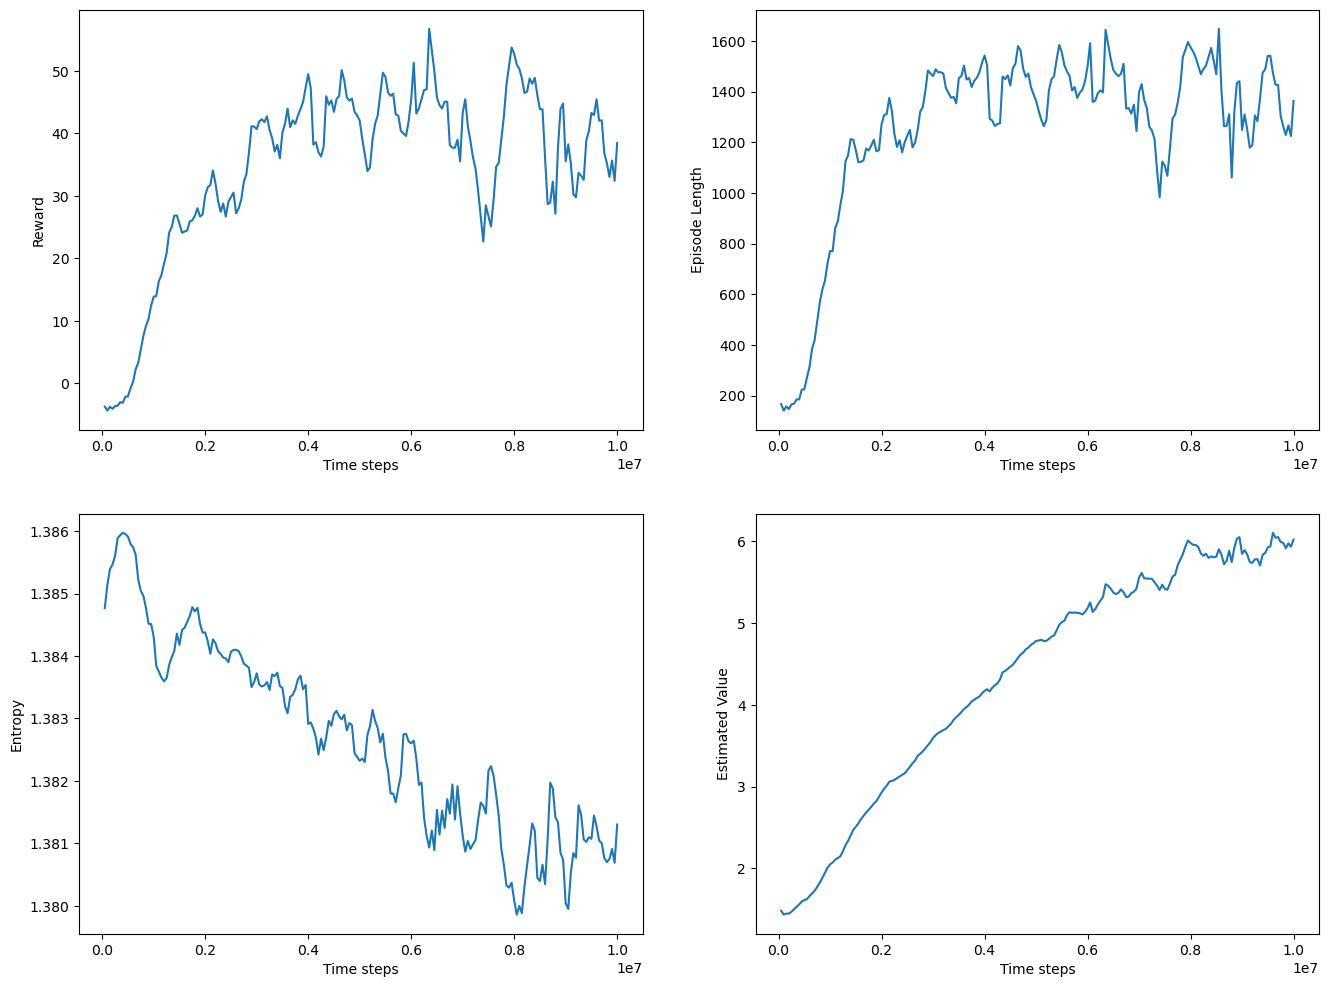 50
40
30
20
10
0
Reward
0.0 0.2 0.4 0.6 0.8 1.0
Time steps
1e7
1600
1400
1200
1000
800
600
400
200
Episode Length
0.0 0.2 0.4 0.6 0.8 1.0
Time steps
1e7
1.386
1.385
1.384
1.383
1.382
1.381
1.380
Entropy
0.0 0.2 0.4 0.6 0.8 1.0
Time steps
1e7
6
5
4
3
2
Estimated Value
0.0 0.2 0.4 0.6 0.8 1.0
Time steps
1e7